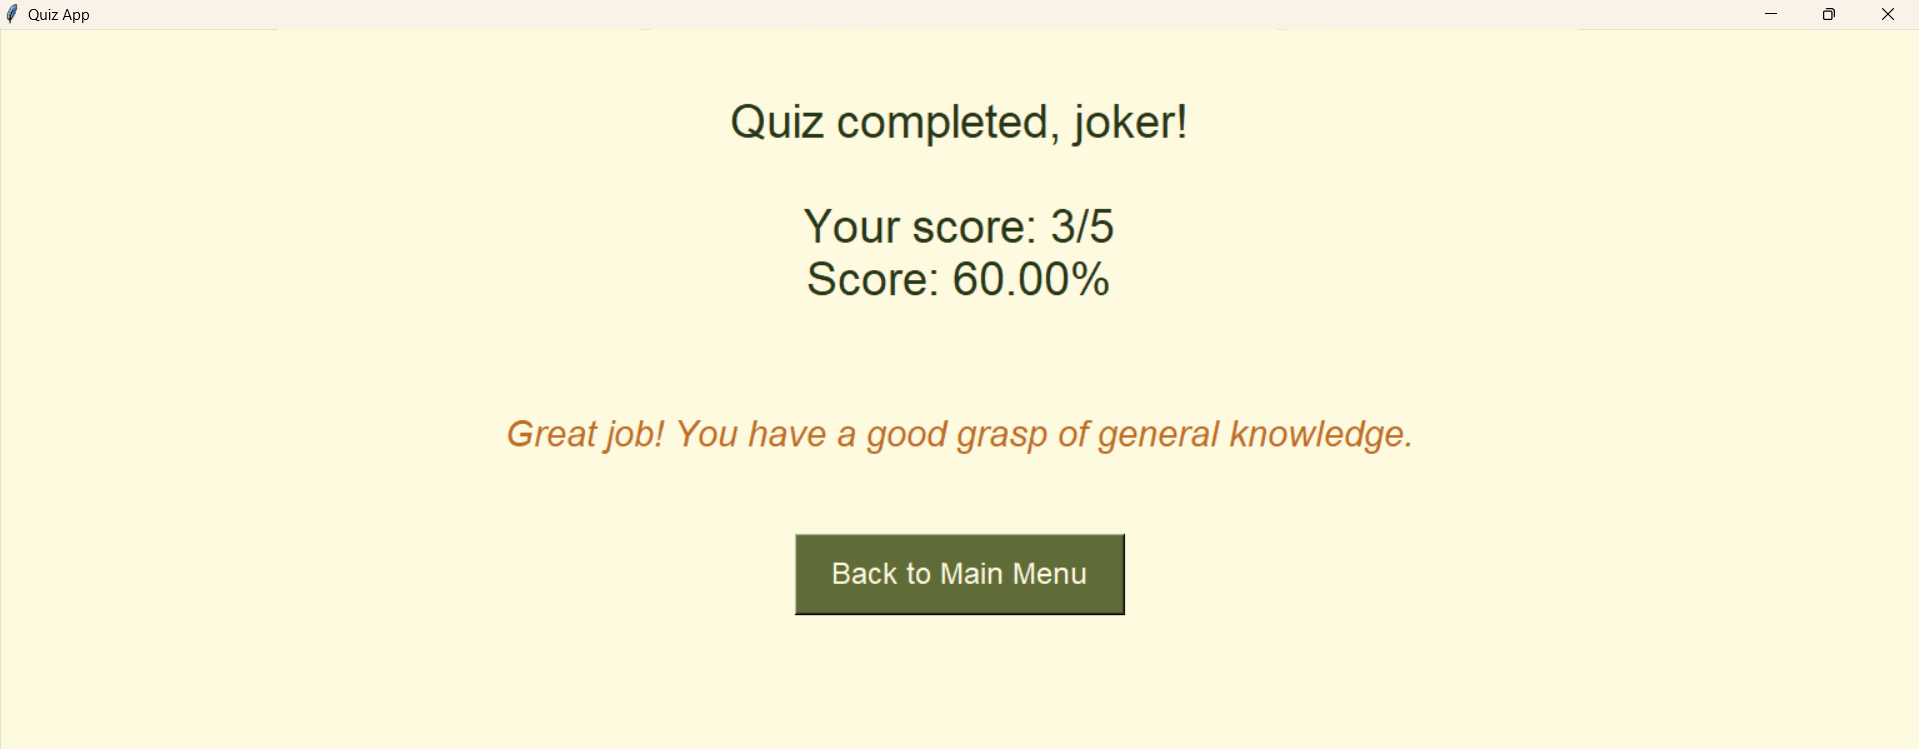 Quiz App
Quiz completed, joker!
Your score: 3/5
Score: 60.00%
Great job! You have a good grasp of general knowledge.
Back to Main Menu